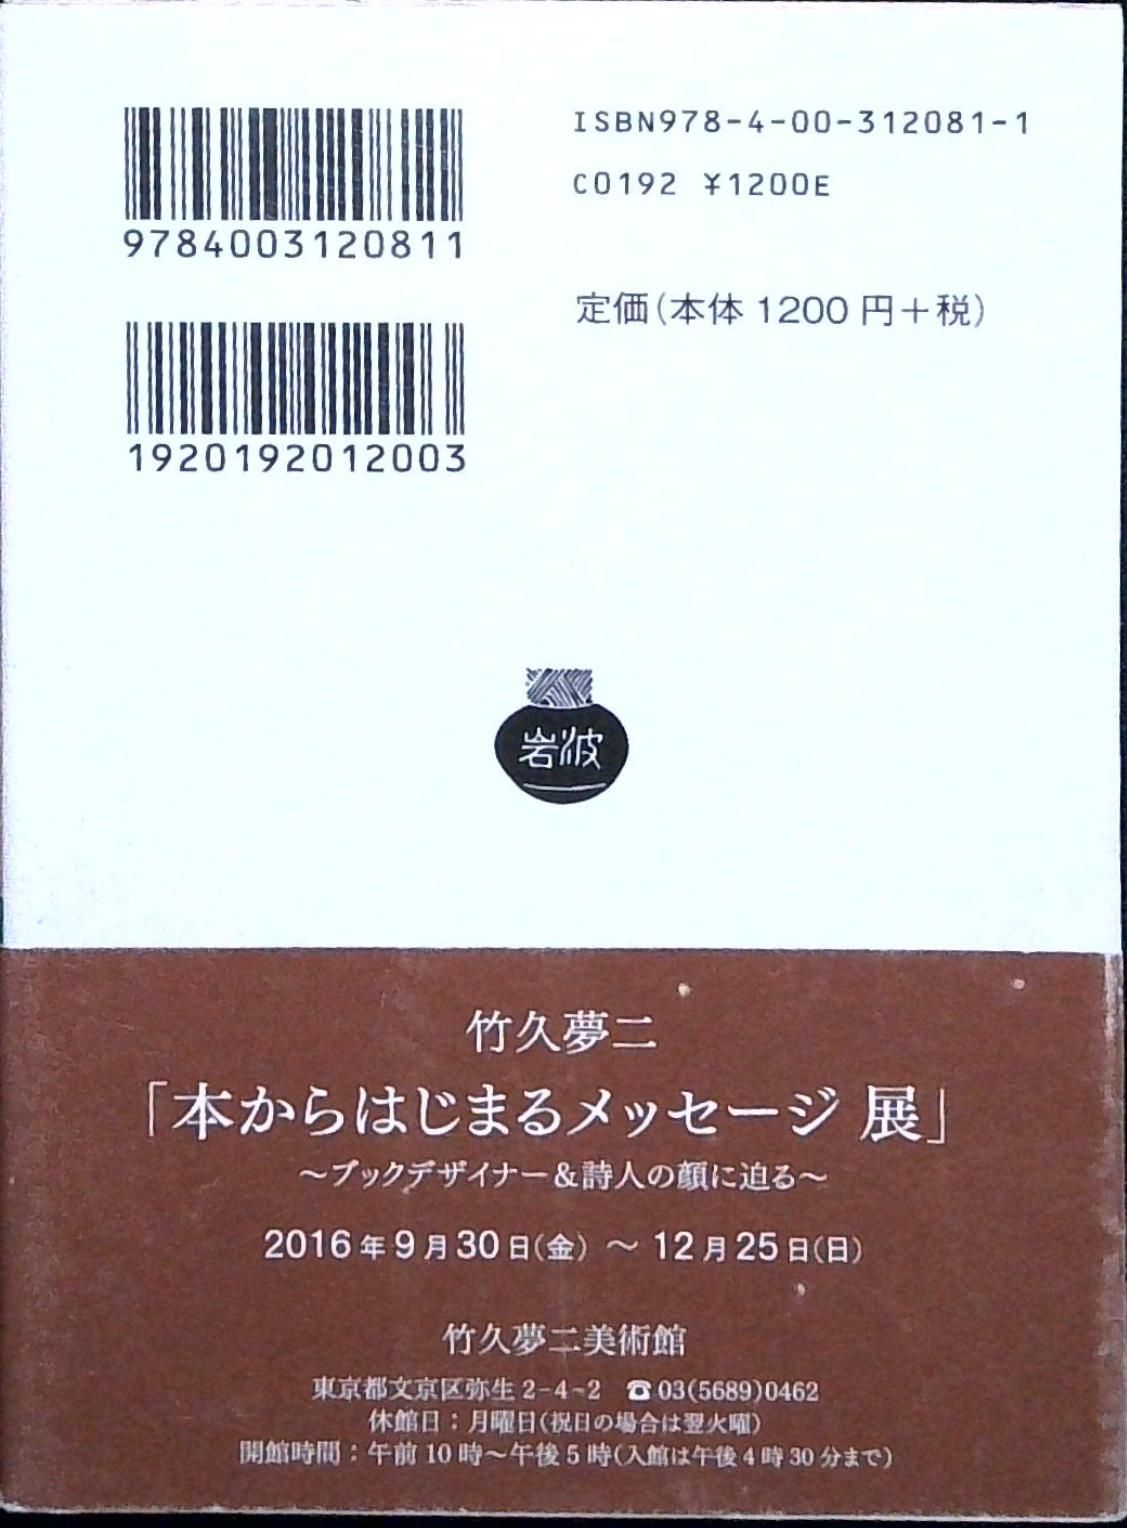 ISBN978-4-00-312081-1
C0192 ¥1200E
9784003120811
定価(本体 1200 円+税)
1920192012003
岩波
竹久夢二
「本からはじまるメッセージ 展」
～ブックデザイナー&詩人の顔に迫る～
2016年9月30日(金) ～ 12月25日(日)
竹久夢二美術館
東京都文京区弥生 2-4-2 ☎03(5689)0462
休館日：月曜日(祝日の場合は翌火曜)
開館時間：午前 10 時～午後 5 時(入館は午後 4 時 30 分まで)